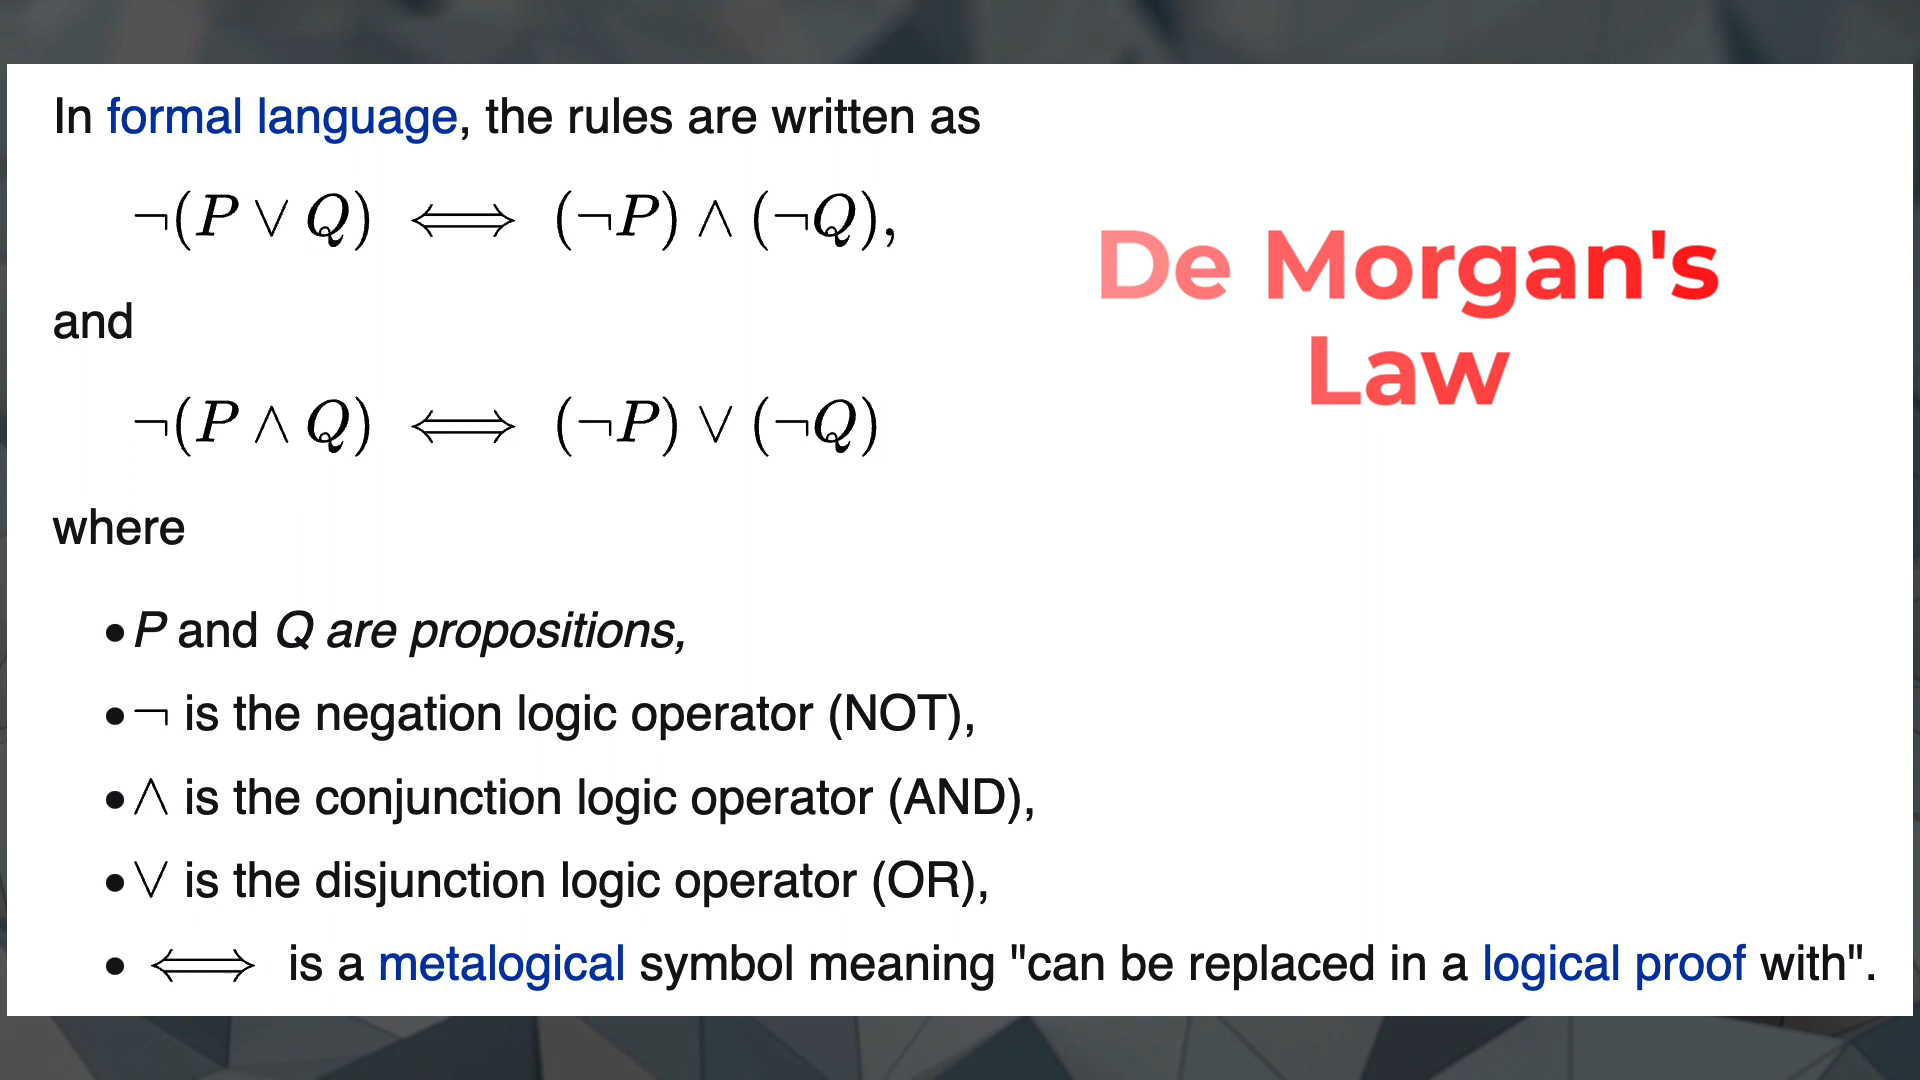 In formal language, the rules are written as
¬(P ∨ Q) ⟺ (¬P) ∧ (¬Q),
and
¬(P ∧ Q) ⟺ (¬P) ∨ (¬Q)
where
• P and Q are propositions,
• ¬ is the negation logic operator (NOT),
• ∧ is the conjunction logic operator (AND),
• ∨ is the disjunction logic operator (OR),
• ⟺ is a metalogical symbol meaning "can be replaced in a logical proof with".
De Morgan's
Law